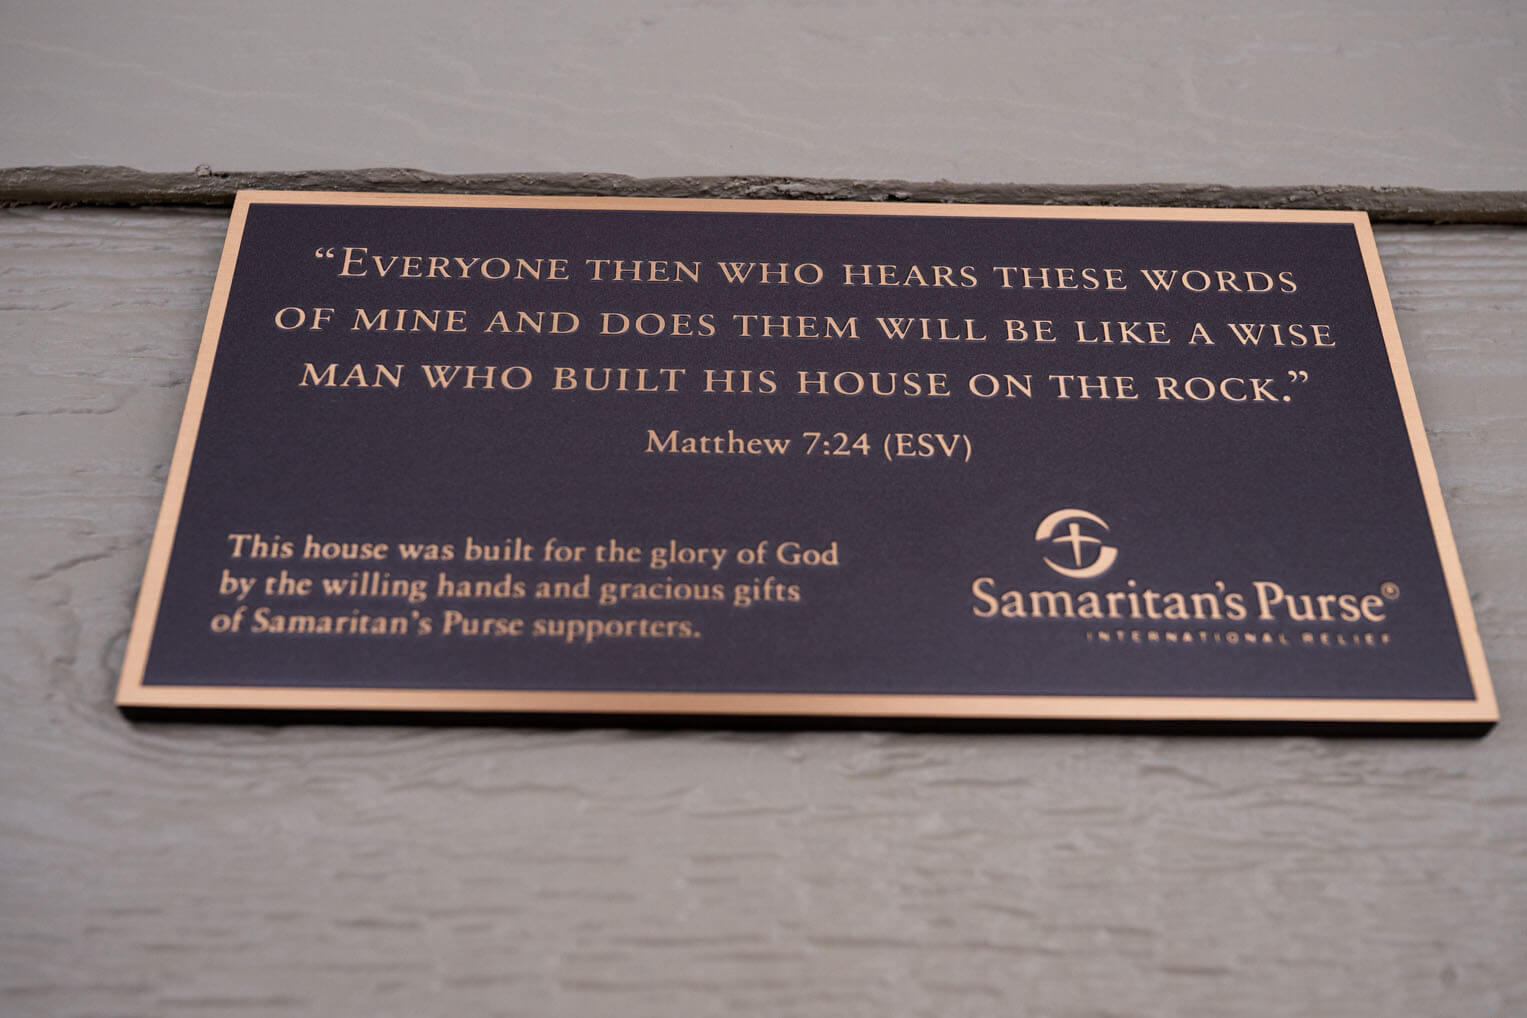 “EVERYONE THEN WHO HEARS THESE WORDS
OF MINE AND DOES THEM WILL BE LIKE A WISE
MAN WHO BUILT HIS HOUSE ON THE ROCK.”
Matthew 7:24 (ESV)
This house was built for the glory of God
by the willing hands and gracious gifts
of Samaritan’s Purse supporters.
Samaritan’s Purse®
INTERNATIONAL RELIEF